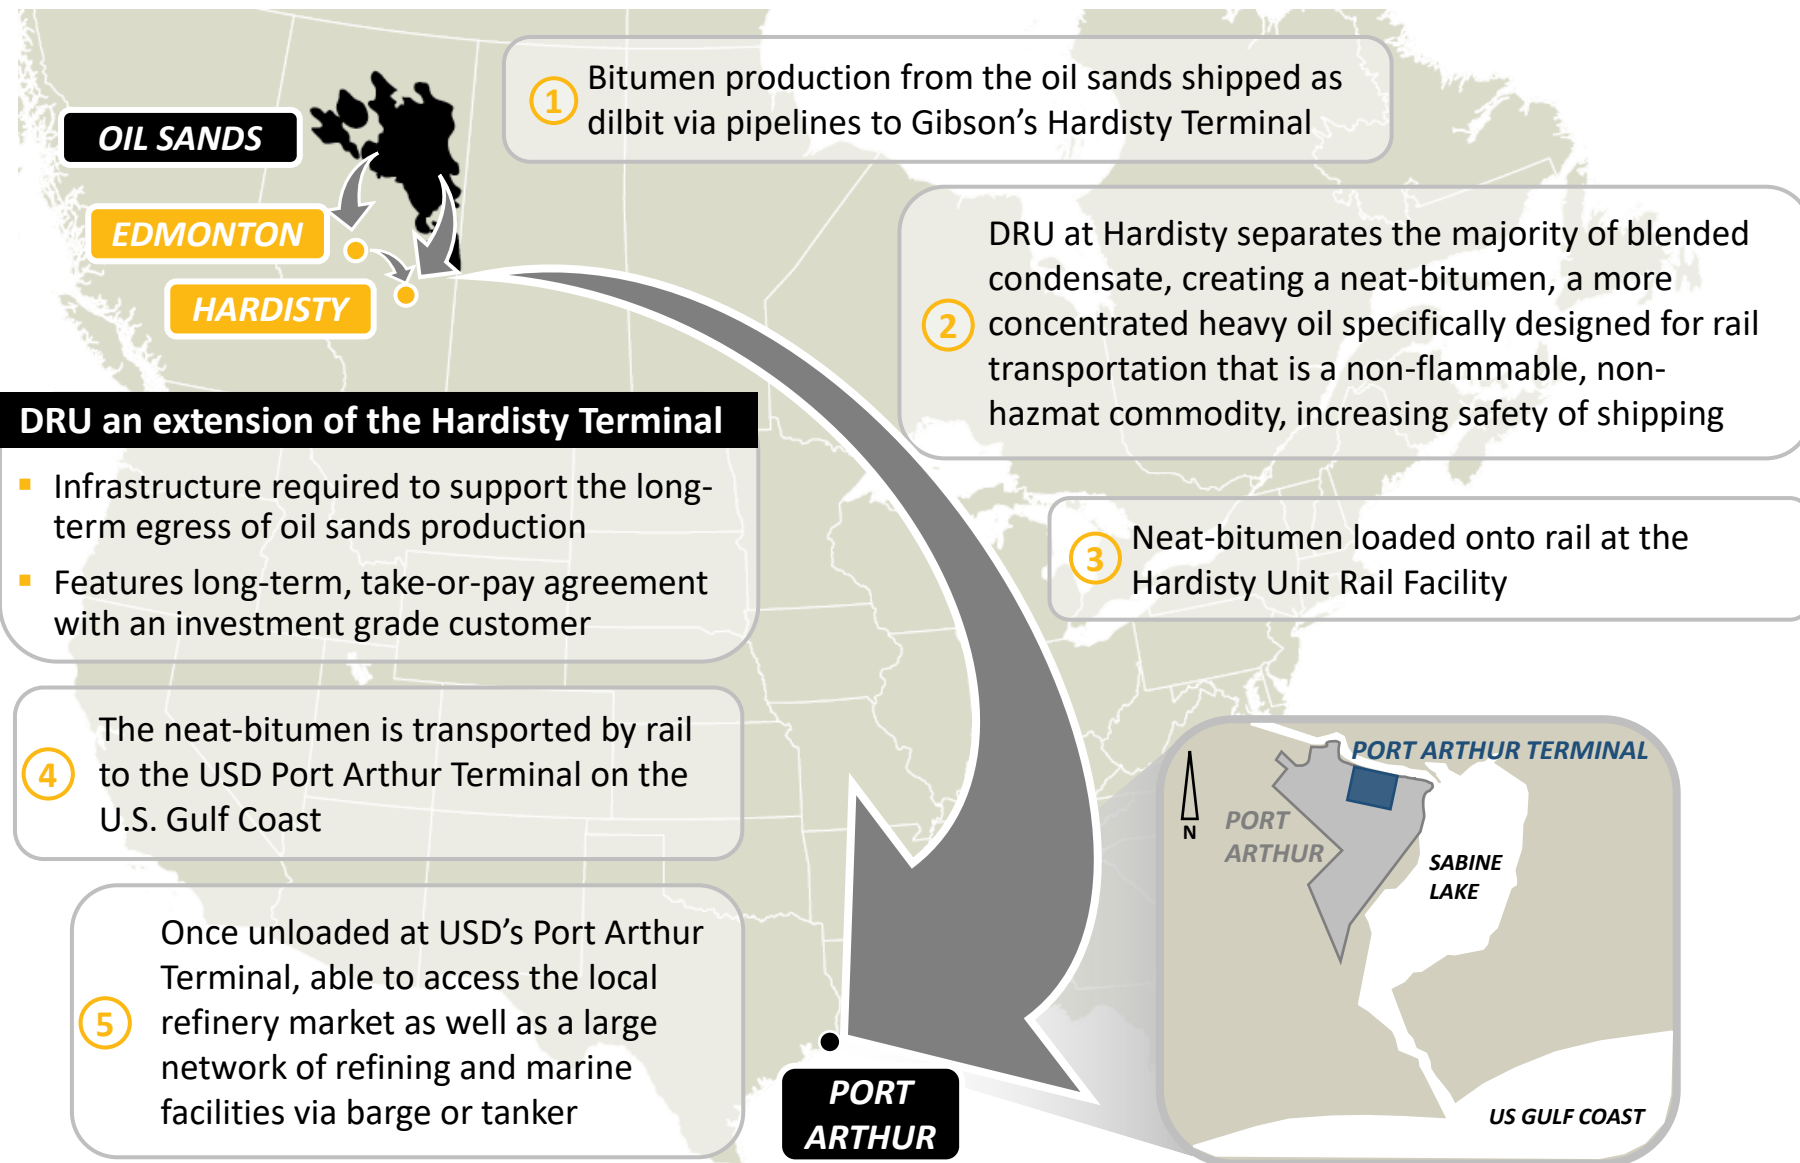 OIL SANDS
EDMONTON
HARDISTY
1
Bitumen production from the oil sands shipped as
dilbit via pipelines to Gibson’s Hardisty Terminal
2
DRU at Hardisty separates the majority of blended
condensate, creating a neat-bitumen, a more
concentrated heavy oil specifically designed for rail
transportation that is a non-flammable, non-
hazmat commodity, increasing safety of shipping
DRU an extension of the Hardisty Terminal
▪ Infrastructure required to support the long-
term egress of oil sands production
▪ Features long-term, take-or-pay agreement
with an investment grade customer
3
Neat-bitumen loaded onto rail at the
Hardisty Unit Rail Facility
4
The neat-bitumen is transported by rail
to the USD Port Arthur Terminal on the
U.S. Gulf Coast
5
Once unloaded at USD’s Port Arthur
Terminal, able to access the local
refinery market as well as a large
network of refining and marine
facilities via barge or tanker
PORT
ARTHUR
PORT ARTHUR TERMINAL
N
PORT
ARTHUR
SABINE
LAKE
US GULF COAST